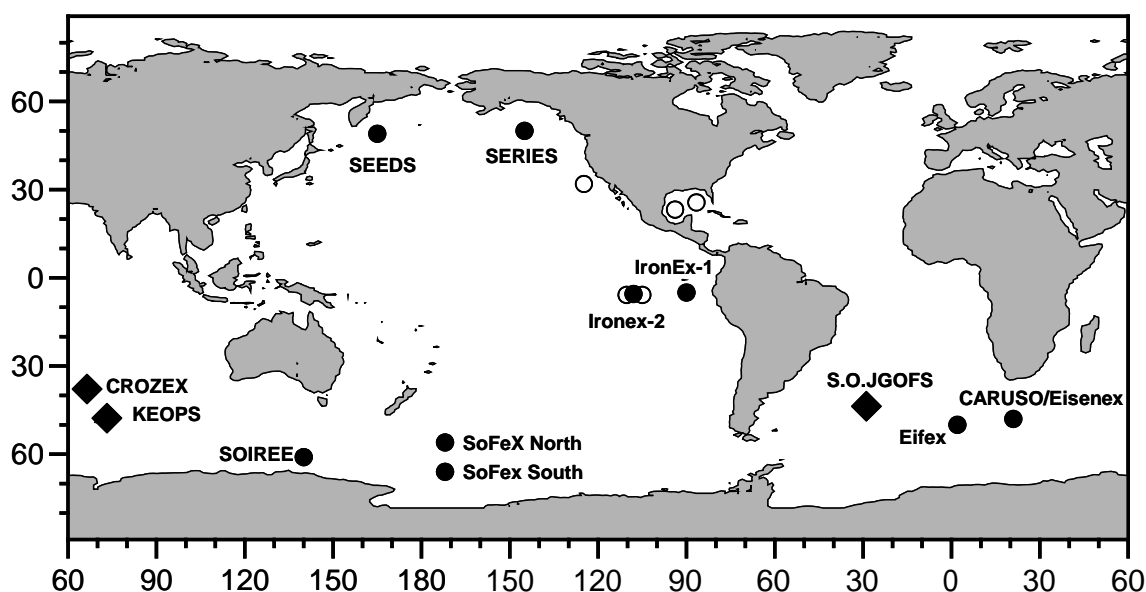 60
30
0
30
60
SEEDS
SERIES
IronEx-1
Ironex-2
CROZEX
KEOPS
S.O.JGOFS
CARUSO/Eisenex
Eifex
SOIREE
SoFeX North
SoFex South
60 90 120 150 180 150 120 90 60 30 0 30 60